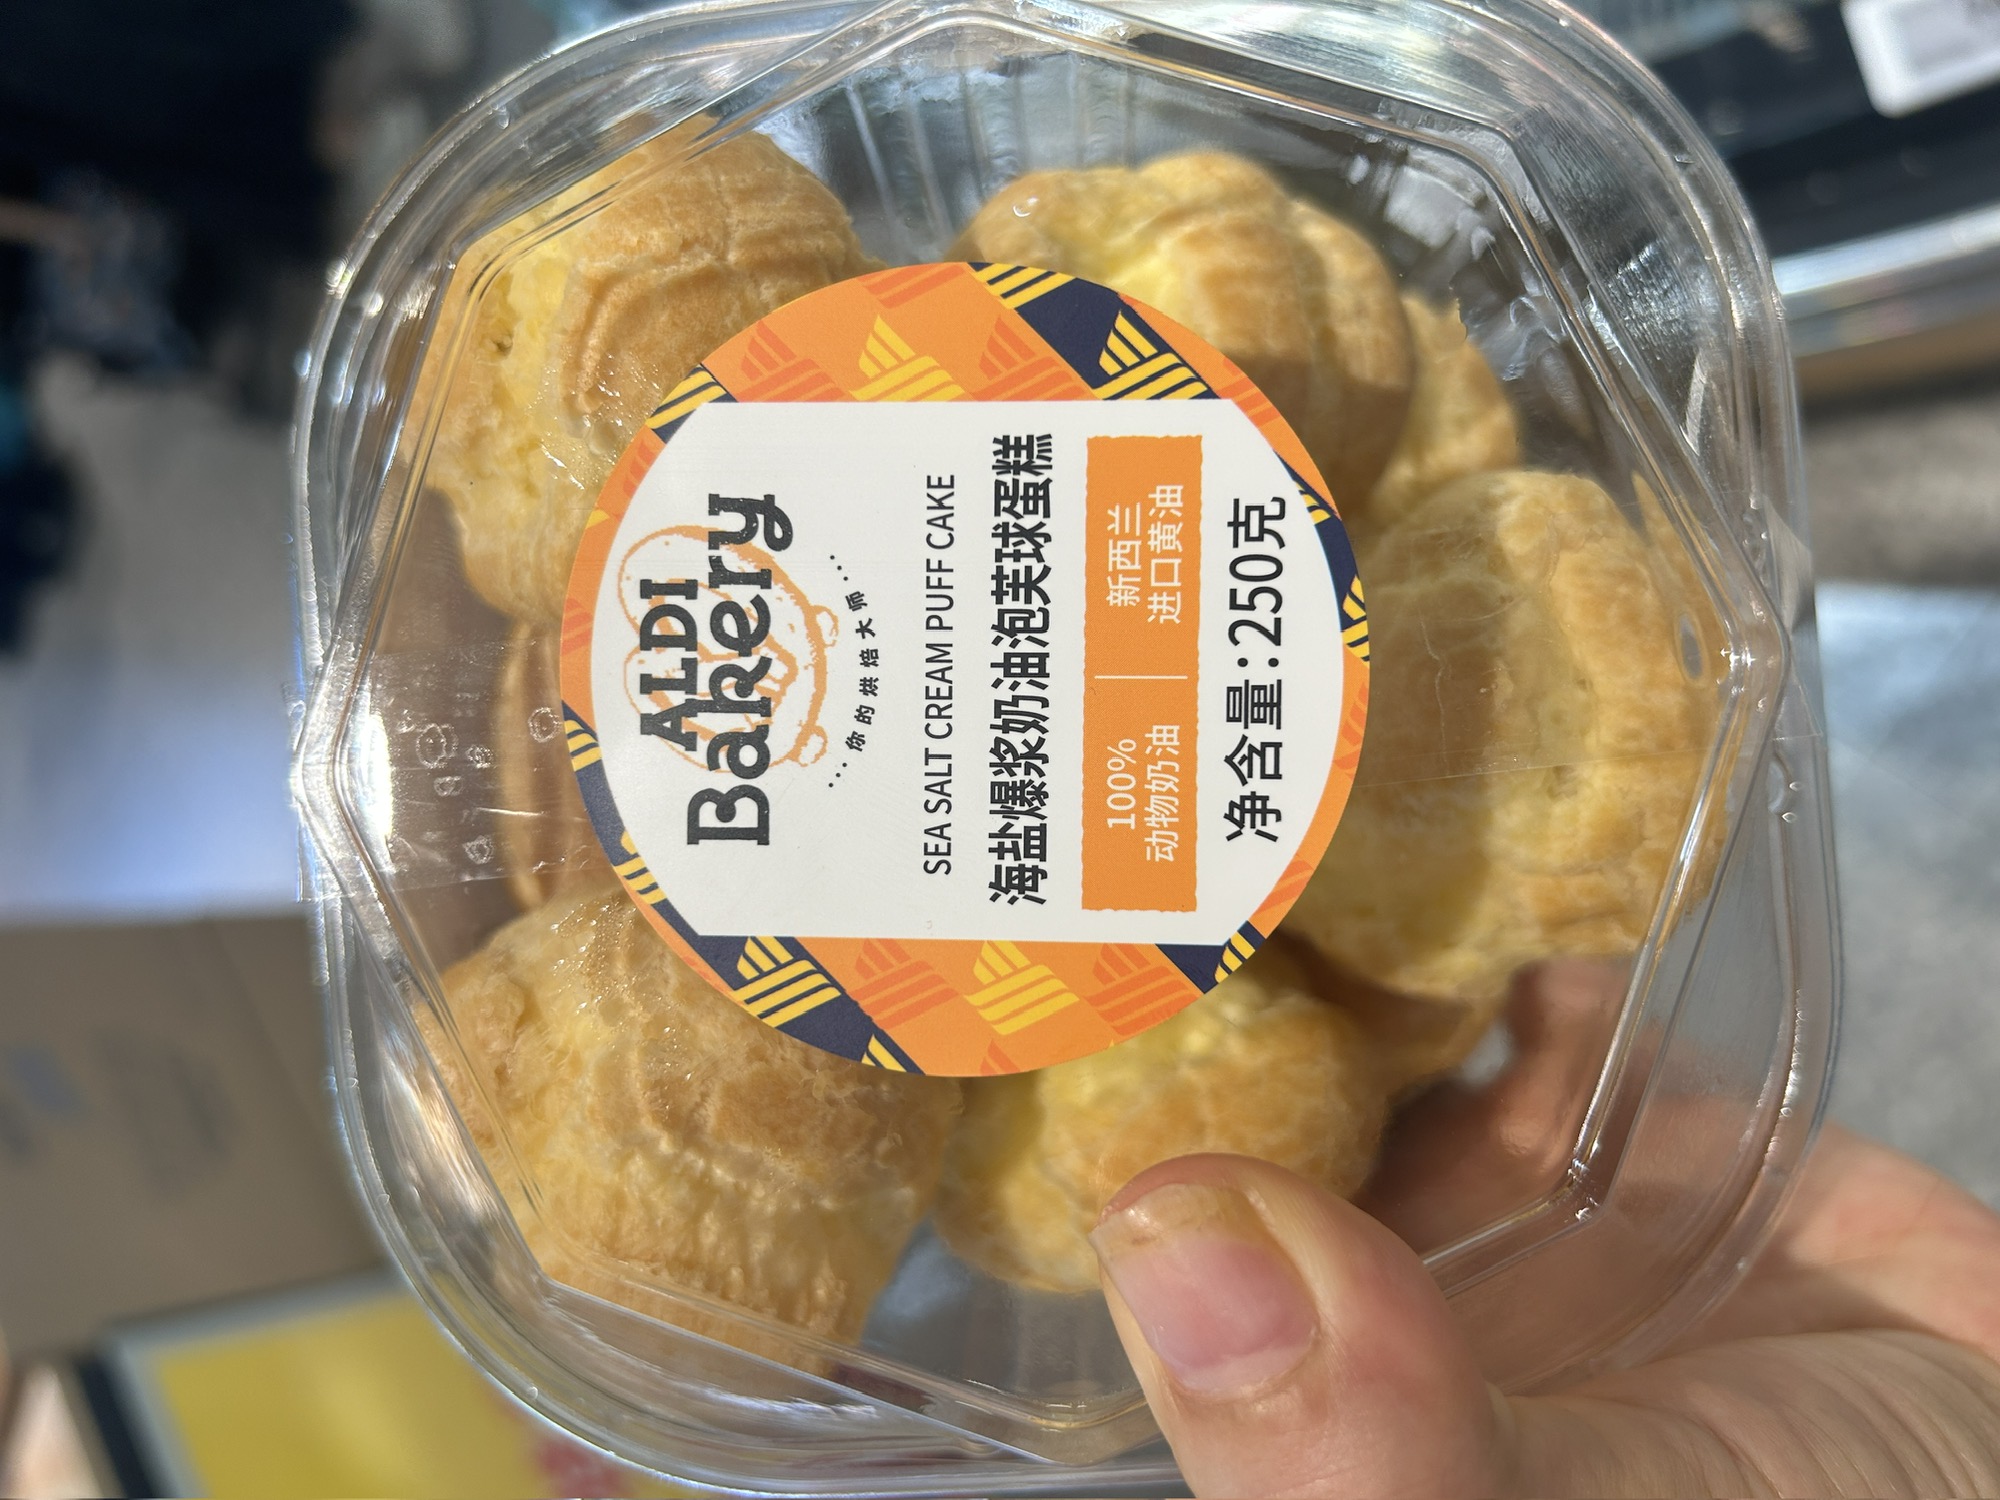 ALDI
Bakery
···你的烘焙大师···
SEA SALT CREAM PUFF CAKE
海盐爆浆奶油泡芙球蛋糕
100%
动物奶油
新西兰
进口黄油
净含量:250克